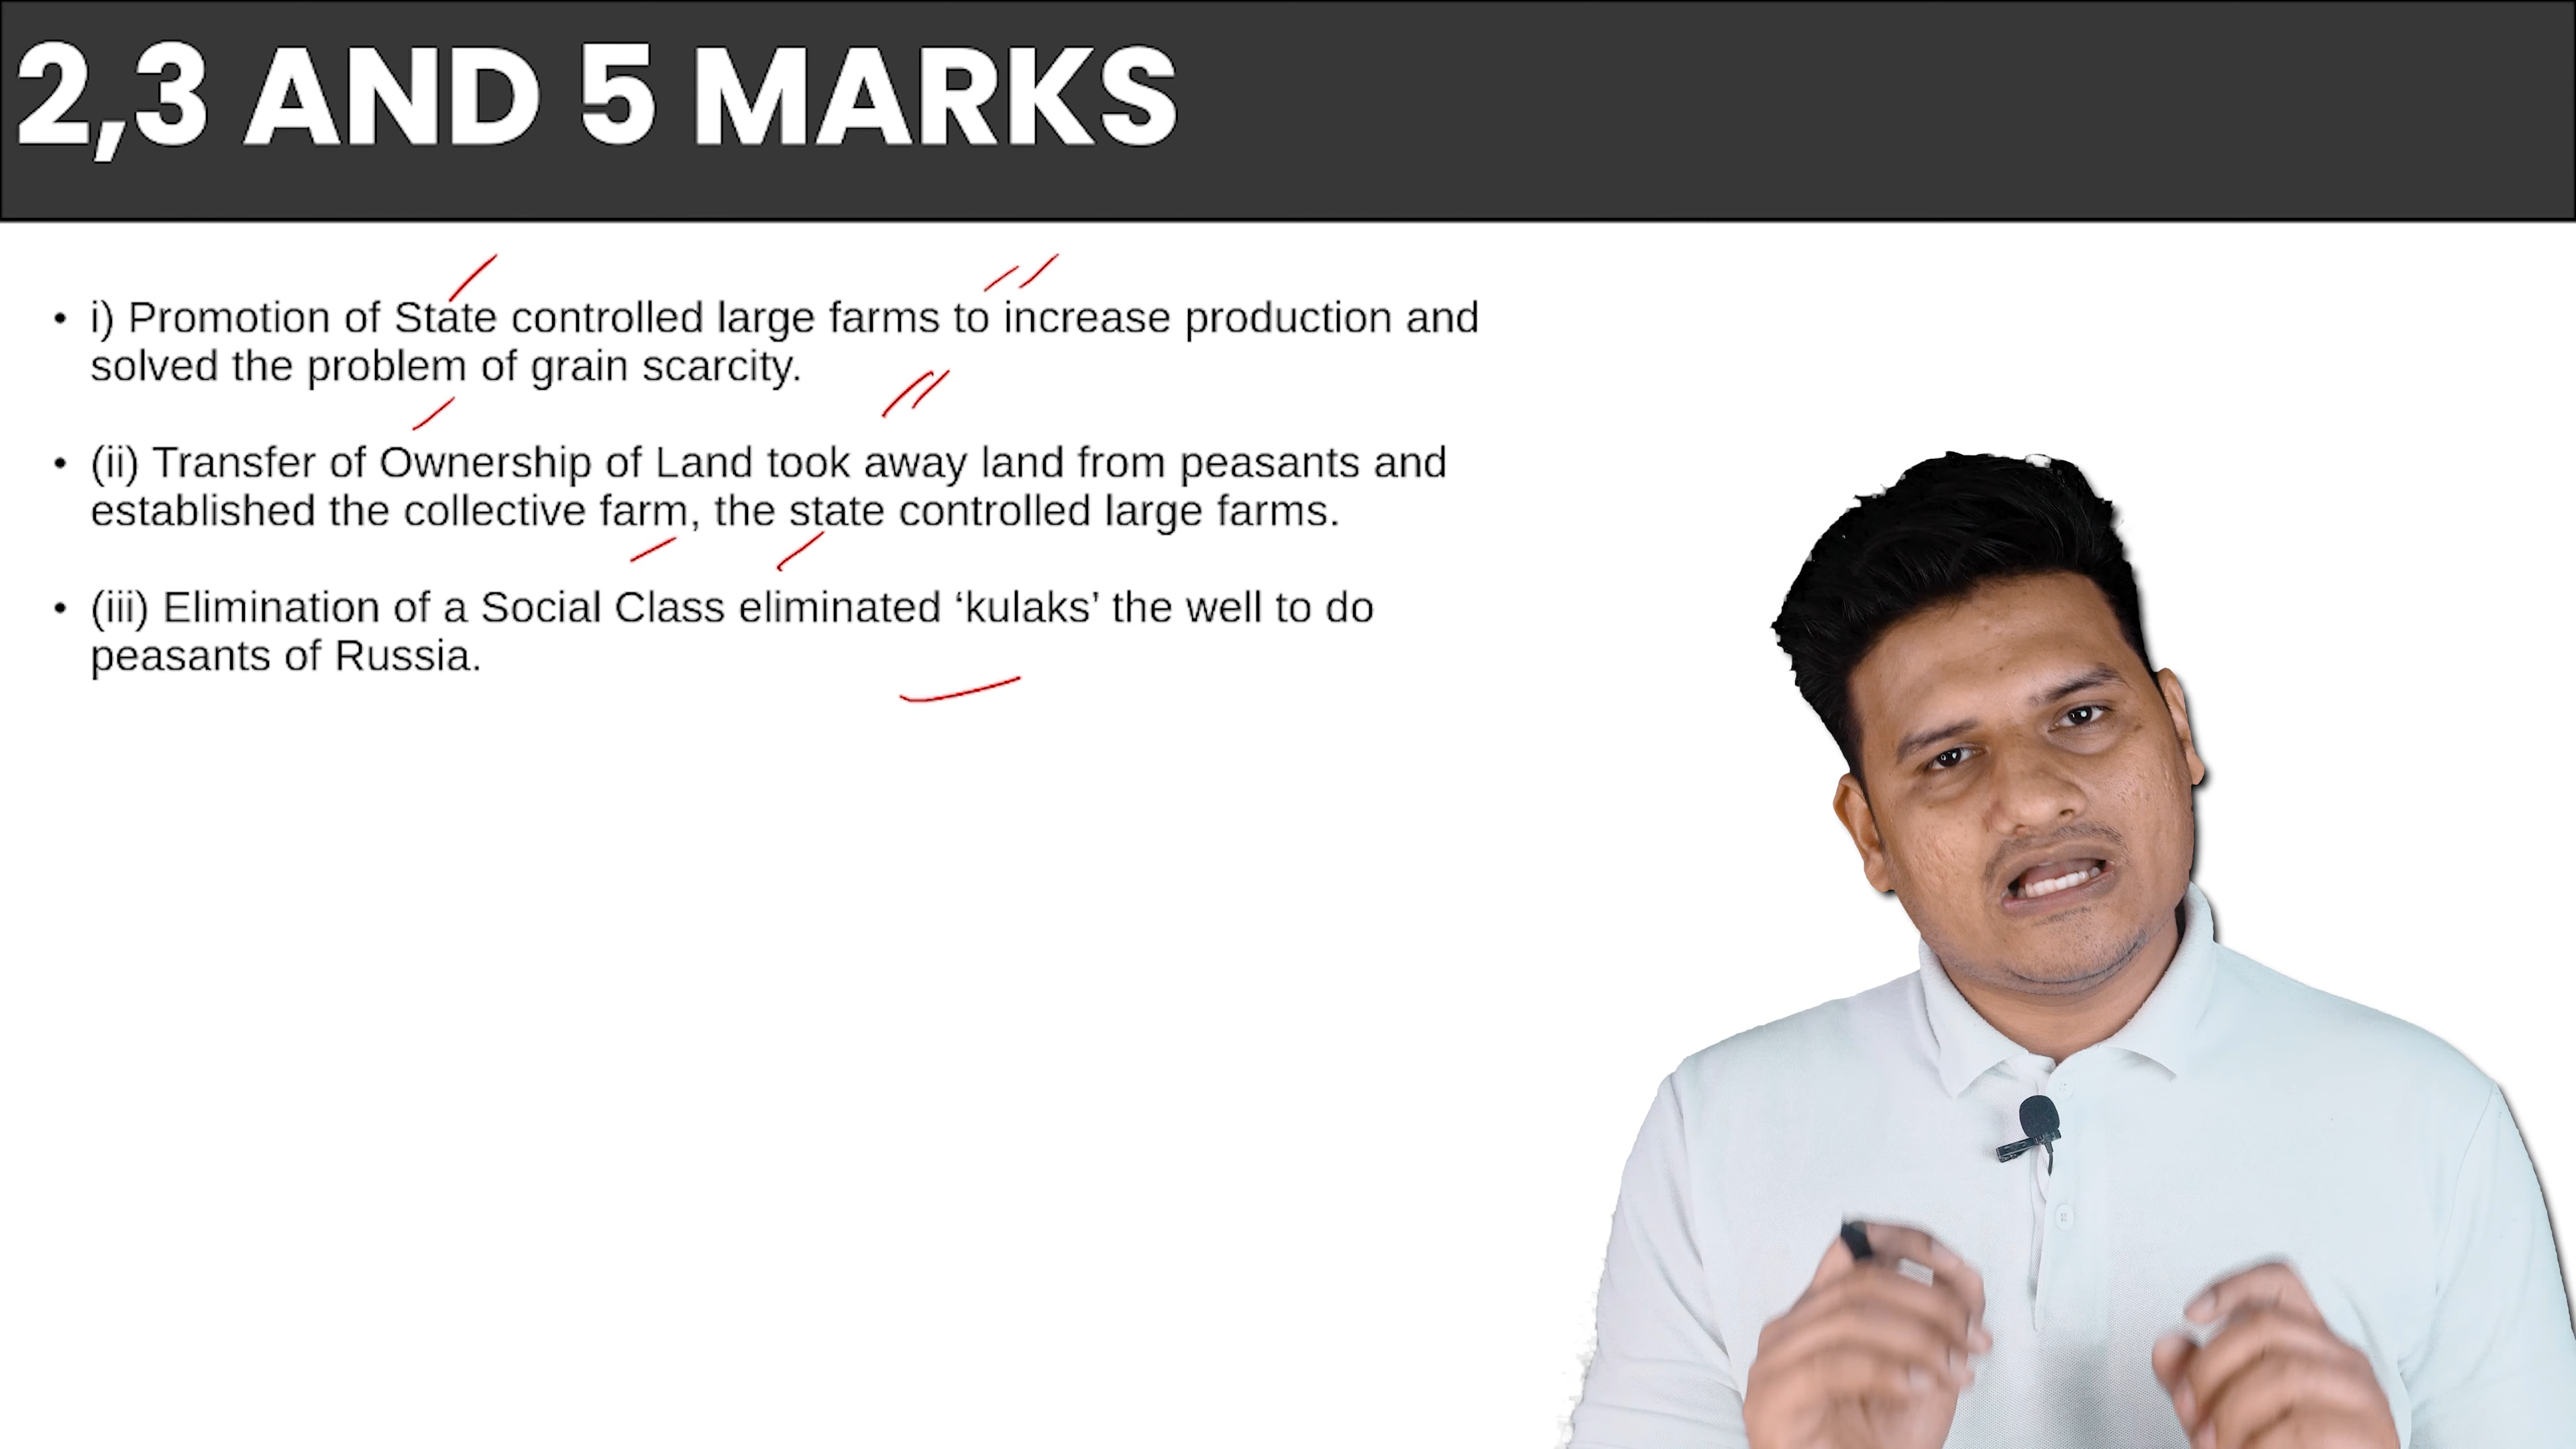 2,3 AND 5 MARKS
• i) Promotion of State controlled large farms to increase production and
solved the problem of grain scarcity.
• (ii) Transfer of Ownership of Land took away land from peasants and
established the collective farm, the state controlled large farms.
• (iii) Elimination of a Social Class eliminated ‘kulaks’ the well to do
peasants of Russia.